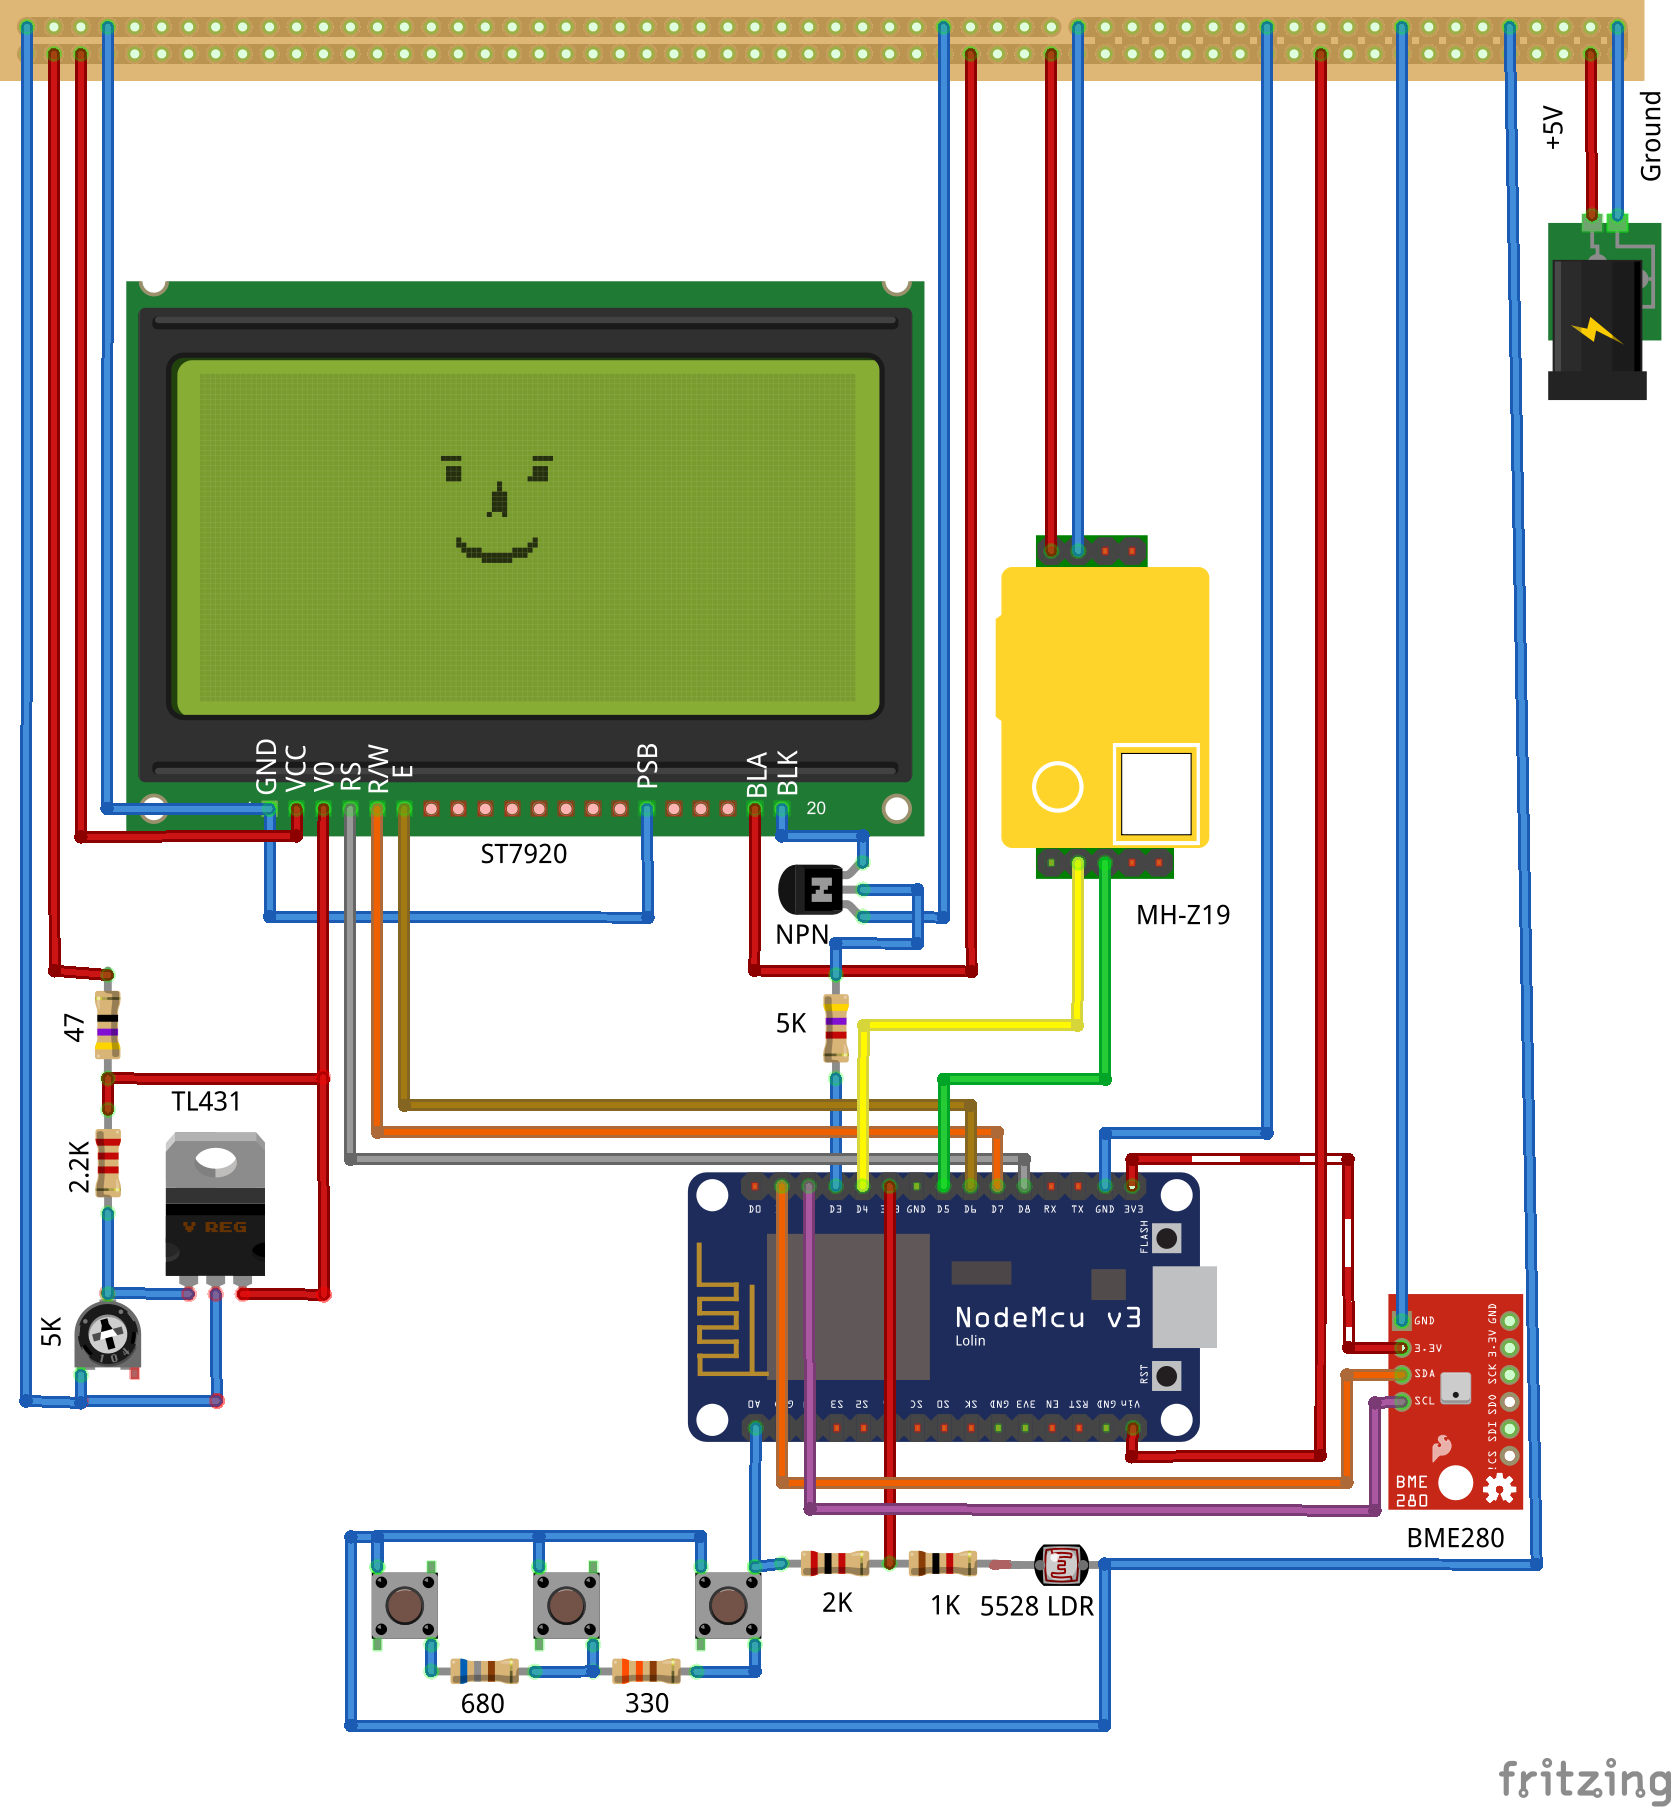 +5V
Ground
GND
VCC
V0
RS
R/W
E
PSB
BLA
BLK
20
ST7920
NPN
MH-Z19
47
5K
TL431
2.2K
V REG
5K
104
D0
D3
D4
GND
D5
D6
D7
D8
RX
TX
GND
3V3
FLASH
NodeMcu v3
Lolin
RST
A0
S3
S2
SC
SO
SK
GND
3V3
EN
RST
GND
Vin
GND
3.3V
SDA
SCL
GND
3.3V
SCK
SDO
SDI
!CS
BME
280
BME280
2K
1K
5528 LDR
680
330
fritzing